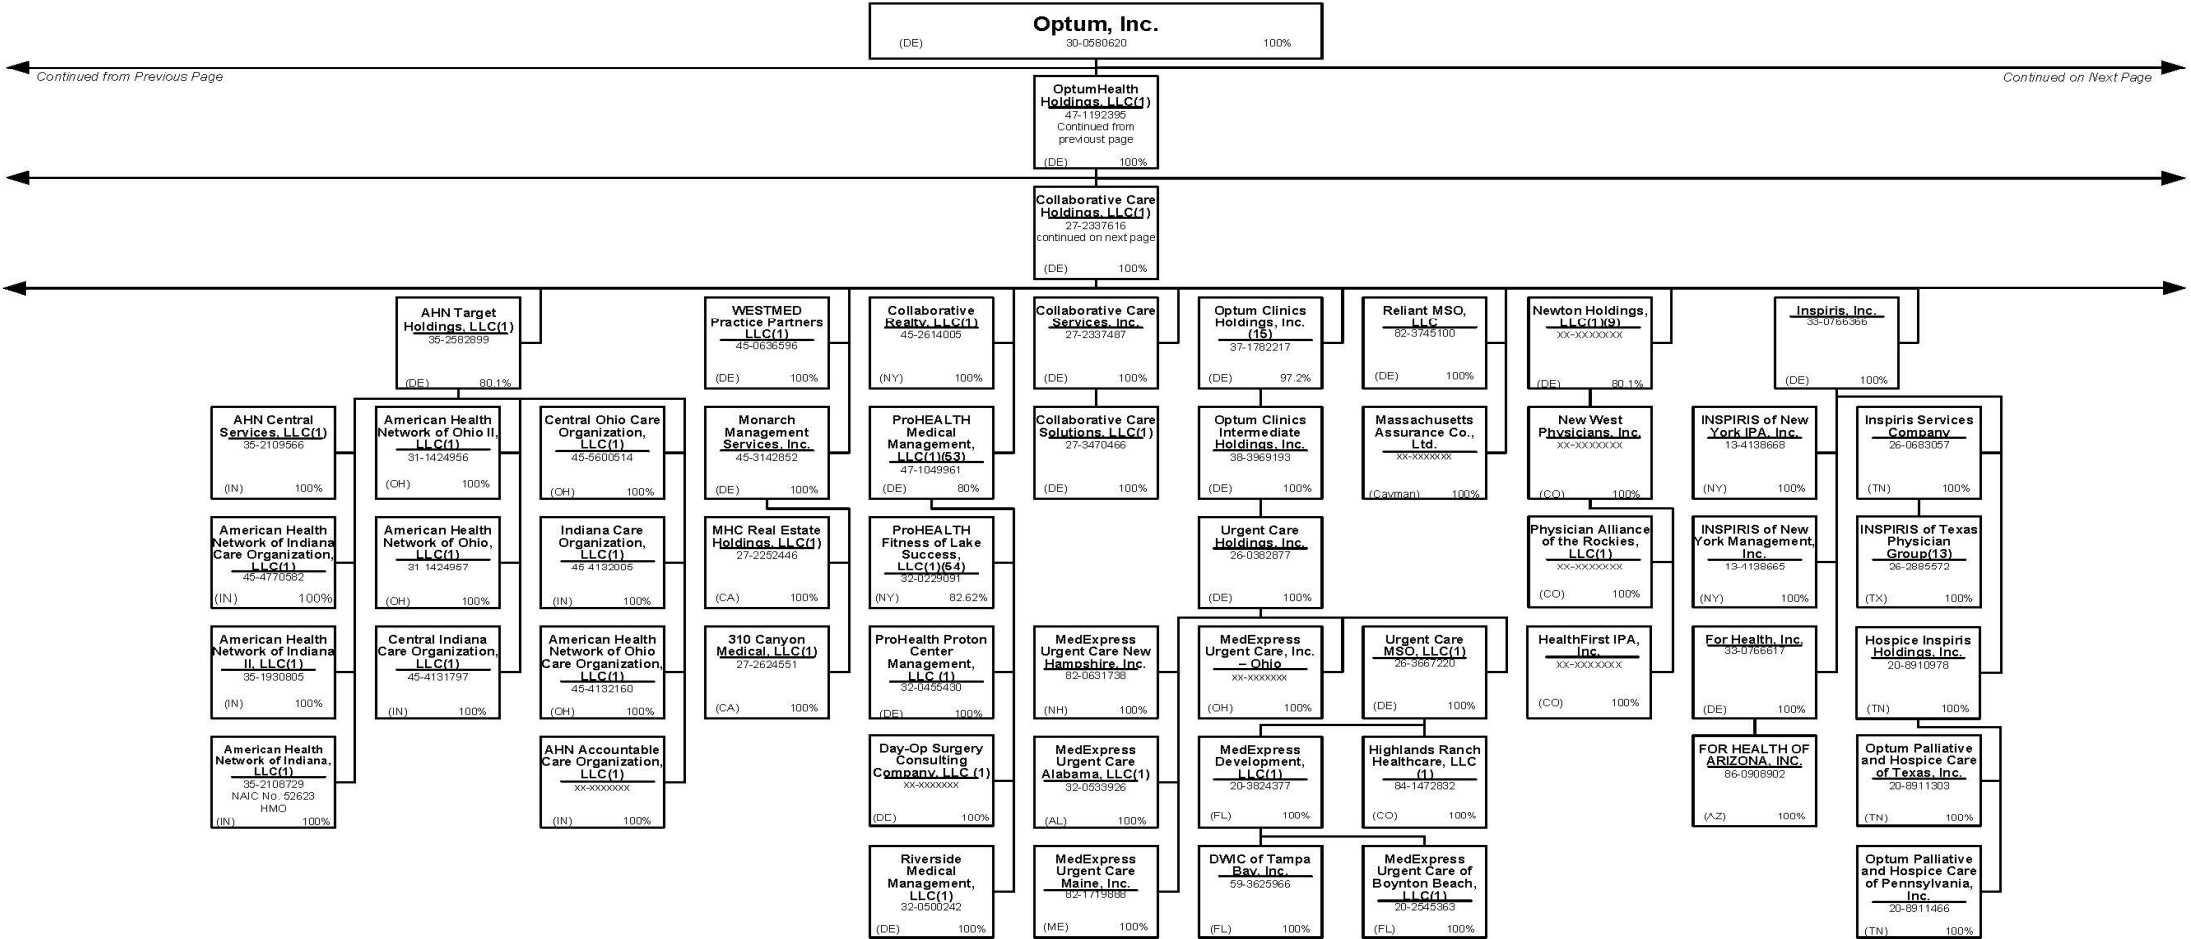 Optum, Inc.
(DE) 30-0580620 100%
Continued from Previous Page
Continued on Next Page
OptumHealth
Holdings, LLC(1)
47-1192395
Continued from
previoust page
(DE) 100%
Collaborative Care
Holdings, LLC(1)
27-2337616
continued on next page
(DE) 100%
AHN Target
Holdings, LLC(1)
35-2582899
(DE) 80.1%
WESTMED
Practice Partners
LLC(1)
45-0636596
(DE) 100%
Collaborative
Realty, LLC(1)
45-2614005
(NY) 100%
Collaborative Care
Services, Inc.
27-2337487
(DE) 100%
Optum Clinics
Holdings, Inc.
(15)
37-1782217
(DE) 97.2%
Reliant MSO,
LLC
82-3745100
(DE) 100%
Newton Holdings,
LLC(1)(9)
xx-xxxxxxx
(DE) 80.1%
Inspiris, Inc.
33-0766366
(DE) 100%
AHN Central
Services, LLC(1)
35-2109566
(IN) 100%
American Health
Network of Ohio II,
LLC(1)
31-1424956
(OH) 100%
Central Ohio Care
Organization,
LLC(1)
45-5600514
(OH) 100%
Monarch
Management
Services, Inc.
45-3142852
(DE) 100%
ProHEALTH
Medical
Management,
LLC(1)(53)
47-1049961
(DE) 80%
Collaborative Care
Solutions, LLC(1)
27-3470466
(DE) 100%
Optum Clinics
Intermediate
Holdings, Inc.
38-3969193
(DE) 100%
Massachusetts
Assurance Co.,
Ltd.
xx-xxxxxxx
(Cayman) 100%
New West
Physicians, Inc.
xx-xxxxxxx
(CO) 100%
INSPIRIS of New
York IPA, Inc.
13-4138668
(NY) 100%
Inspiris Services
Company
26-0683057
(TN) 100%
American Health
Network of Indiana
Care Organization,
LLC(1)
45-4770582
(IN) 100%
American Health
Network of Ohio,
LLC(1)
31-1424957
(OH) 100%
Indiana Care
Organization,
LLC(1)
45-4132005
(IN) 100%
MHC Real Estate
Holdings, LLC(1)
27-2252446
(CA) 100%
ProHEALTH
Fitness of Lake
Success,
LLC(1)(54)
32-0229091
(NY) 82.62%
Urgent Care
Holdings, Inc.
26-0382877
(DE) 100%
Physician Alliance
of the Rockies,
LLC(1)
xx-xxxxxxx
(CO) 100%
INSPIRIS of New
York Management,
Inc.
13-4138665
(NY) 100%
INSPIRIS of Texas
Physician
Group(13)
26-2885572
(TX) 100%
American Health
Network of Indiana
II, LLC(1)
35-1930805
(IN) 100%
Central Indiana
Care Organization,
LLC(1)
45-4131797
(IN) 100%
American Health
Network of Ohio
Care Organization,
LLC(1)
45-4132160
(OH) 100%
310 Canyon
Medical, LLC(1)
27-2624551
(CA) 100%
ProHealth Proton
Center
Management,
LLC (1)
32-0455430
(DE) 100%
MedExpress
Urgent Care New
Hampshire, Inc.
82-0631738
(NH) 100%
MedExpress
Urgent Care, Inc.
– Ohio
xx-xxxxxxx
(OH) 100%
Urgent Care
MSO, LLC(1)
26-3667220
(DE) 100%
HealthFirst IPA,
Inc.
xx-xxxxxxx
(CO) 100%
For Health, Inc.
33-0766617
(DE) 100%
Hospice Inspiris
Holdings, Inc.
20-8910978
(TN) 100%
American Health
Network of Indiana,
LLC(1)
35-2108729
NAIC No. 52623
HMO
(IN) 100%
AHN Accountable
Care Organization,
LLC(1)
xx-xxxxxxx
(IN) 100%
Day-Op Surgery
Consulting
Company, LLC (1)
xx-xxxxxxx
(DE) 100%
MedExpress
Urgent Care
Alabama, LLC(1)
32-0533926
(AL) 100%
MedExpress
Development,
LLC(1)
20-3824377
(FL) 100%
Highlands Ranch
Healthcare, LLC
(1)
84-1472832
(CO) 100%
FOR HEALTH OF
ARIZONA, INC.
86-0908902
(AZ) 100%
Optum Palliative
and Hospice Care
of Texas, Inc.
20-8911303
(TN) 100%
Riverside
Medical
Management,
LLC(1)
32-0500242
(DE) 100%
MedExpress
Urgent Care
Maine, Inc.
82-1719888
(ME) 100%
DWIC of Tampa
Bay, Inc.
59-3625966
(FL) 100%
MedExpress
Urgent Care of
Boynton Beach,
LLC(1)
20-2545363
(FL) 100%
Optum Palliative
and Hospice Care
of Pennsylvania,
Inc.
20-8911466
(TN) 100%